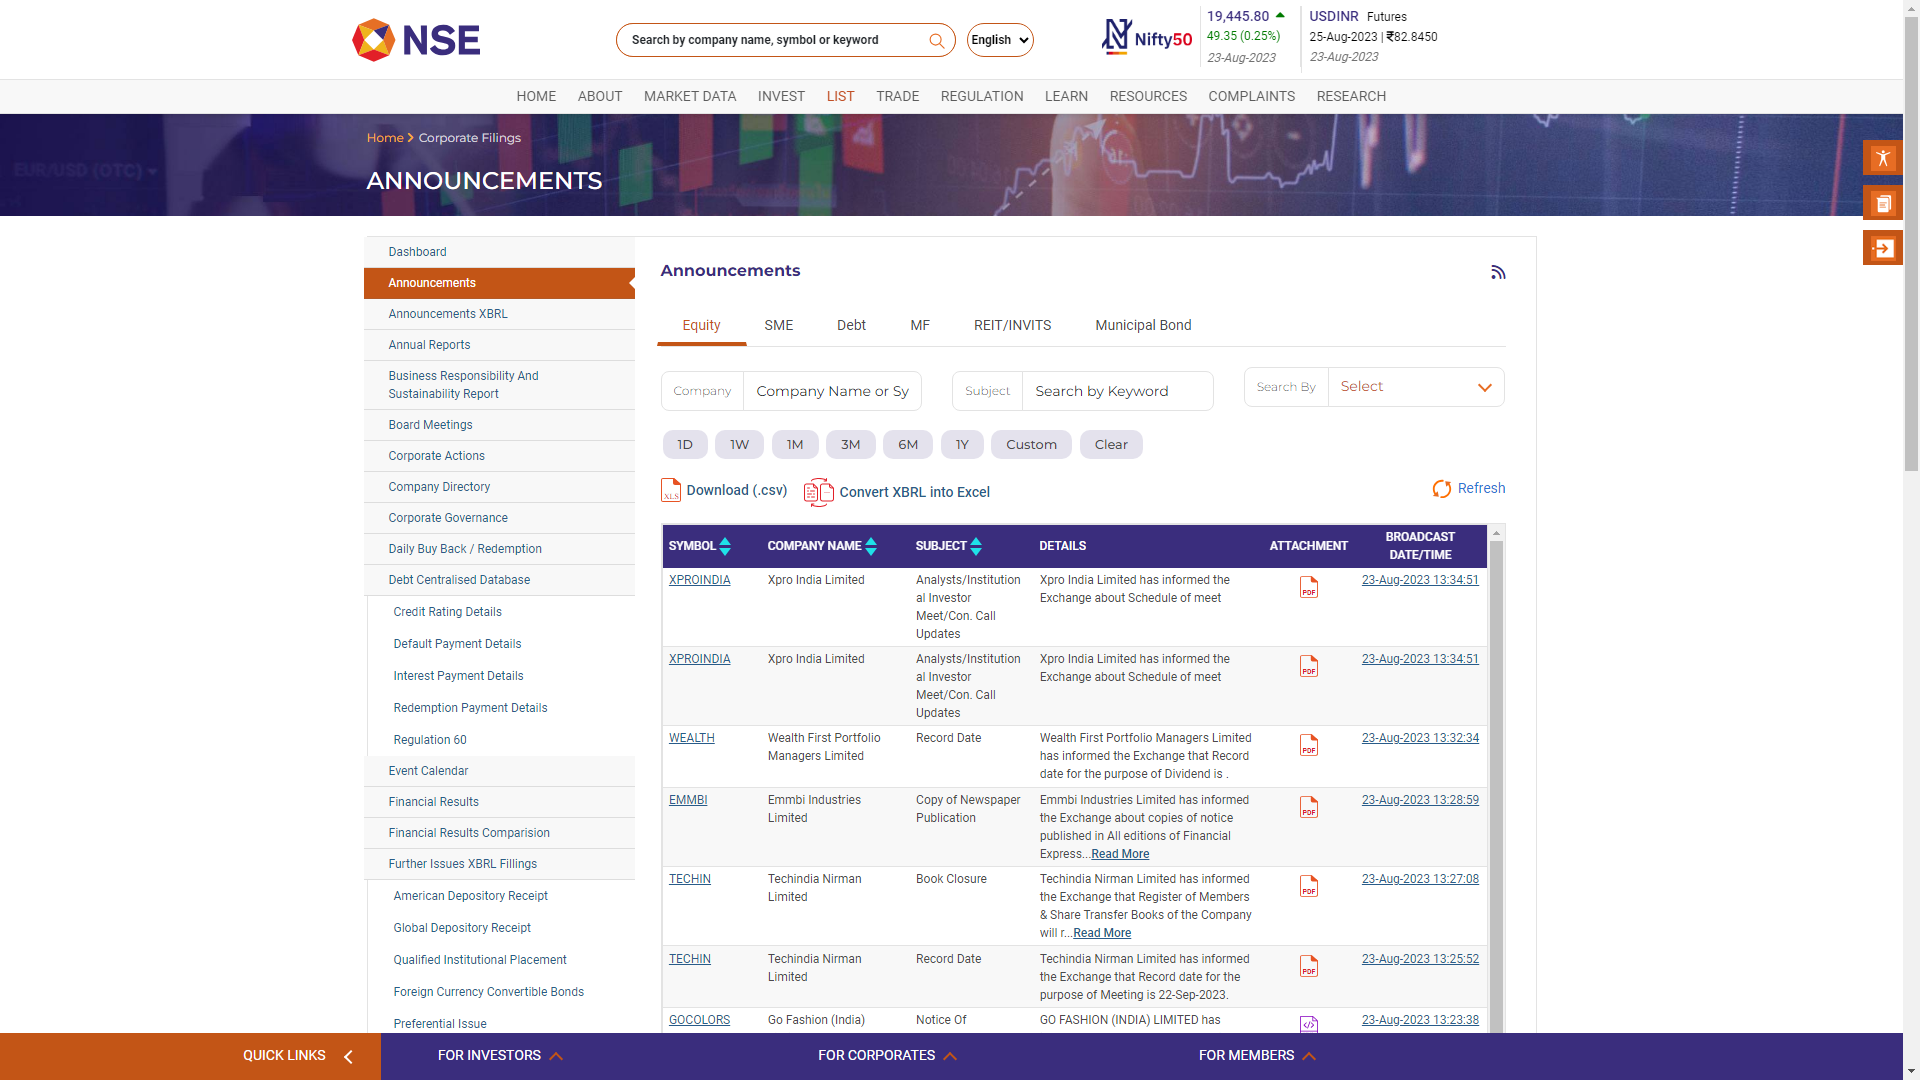 NSE
Search by company name, symbol or keyword
English
Nifty50
19,445.80
49.35 (0.25%)
23-Aug-2023
USDINR Futures
25-Aug-2023 | ₹82.8450
23-Aug-2023
HOME ABOUT MARKET DATA INVEST LIST TRADE REGULATION LEARN RESOURCES COMPLAINTS RESEARCH
Home Corporate Filings
EUR/USD (OTC)
ANNOUNCEMENTS
Dashboard
Announcements
Announcements XBRL
Annual Reports
Business Responsibility And
Sustainability Report
Board Meetings
Corporate Actions
Company Directory
Corporate Governance
Daily Buy Back / Redemption
Debt Centralised Database
Credit Rating Details
Default Payment Details
Interest Payment Details
Redemption Payment Details
Regulation 60
Event Calendar
Financial Results
Financial Results Comparision
Further Issues XBRL Fillings
American Depository Receipt
Global Depository Receipt
Qualified Institutional Placement
Foreign Currency Convertible Bonds
Preferential Issue
Announcements
Equity SME Debt MF REIT/INVITS Municipal Bond
Company Company Name or Sy Subject Search by Keyword Search By Select
1D 1W 1M 3M 6M 1Y Custom Clear
XLS Download (.csv) Convert XBRL into Excel Refresh
SYMBOL COMPANY NAME SUBJECT DETAILS ATTACHMENT BROADCAST
DATE/TIME
XPROINDIA Xpro India Limited Analysts/Institution Xpro India Limited has informed the PDF 23-Aug-2023 13:34:51
al Investor Exchange about Schedule of meet
Meet/Con. Call
Updates
XPROINDIA Xpro India Limited Analysts/Institution Xpro India Limited has informed the PDF 23-Aug-2023 13:34:51
al Investor Exchange about Schedule of meet
Meet/Con. Call
Updates
WEALTH Wealth First Portfolio Record Date Wealth First Portfolio Managers Limited PDF 23-Aug-2023 13:32:34
Managers Limited has informed the Exchange that Record
date for the purpose of Dividend is .
EMMBI Emmbi Industries Copy of Newspaper Emmbi Industries Limited has informed PDF 23-Aug-2023 13:28:59
Limited Publication the Exchange about copies of notice
published in All editions of Financial
Express...Read More
TECHIN Techindia Nirman Book Closure Techindia Nirman Limited has informed PDF 23-Aug-2023 13:27:08
Limited the Exchange that Register of Members
& Share Transfer Books of the Company
will r...Read More
TECHIN Techindia Nirman Record Date Techindia Nirman Limited has informed PDF 23-Aug-2023 13:25:52
Limited the Exchange that Record date for the
purpose of Meeting is 22-Sep-2023.
GOCOLORS Go Fashion (India) Notice Of GO FASHION (INDIA) LIMITED has 23-Aug-2023 13:23:38
QUICK LINKS FOR INVESTORS FOR CORPORATES FOR MEMBERS